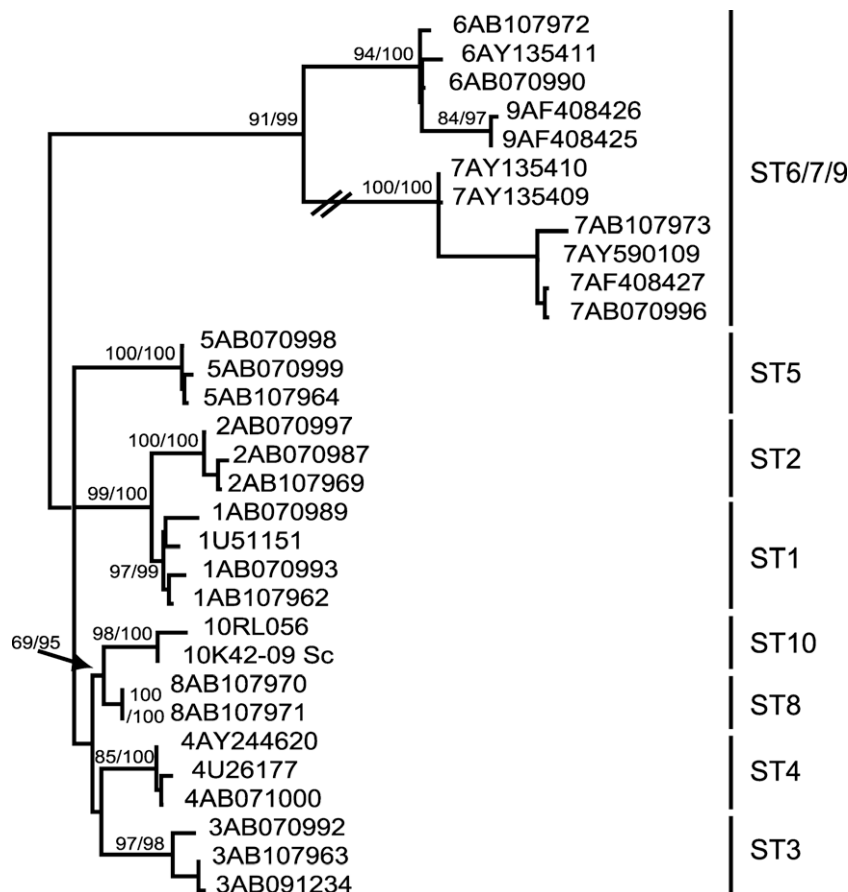 6AB107972
94/100
6AY135411
6AB070990
9AF408426
84/97
91/99
9AF408425
7AY135410
ST6/7/9
100/100
7AY135409
7AB107973
7AY590109
7AF408427
7AB070996
5AB070998
100/100
5AB070999
ST5
5AB107964
2AB070997
100/100
2AB070987
ST2
2AB107969
99/100
1AB070989
1U51151
ST1
97/99
1AB070993
1AB107962
10RL056
69/95
98/100
ST10
10K42-09 Sc
8AB107970
100
/100
ST8
8AB107971
4AY244620
85/100
4U26177
ST4
4AB071000
3AB070992
97/98
3AB107963
ST3
3AB091234